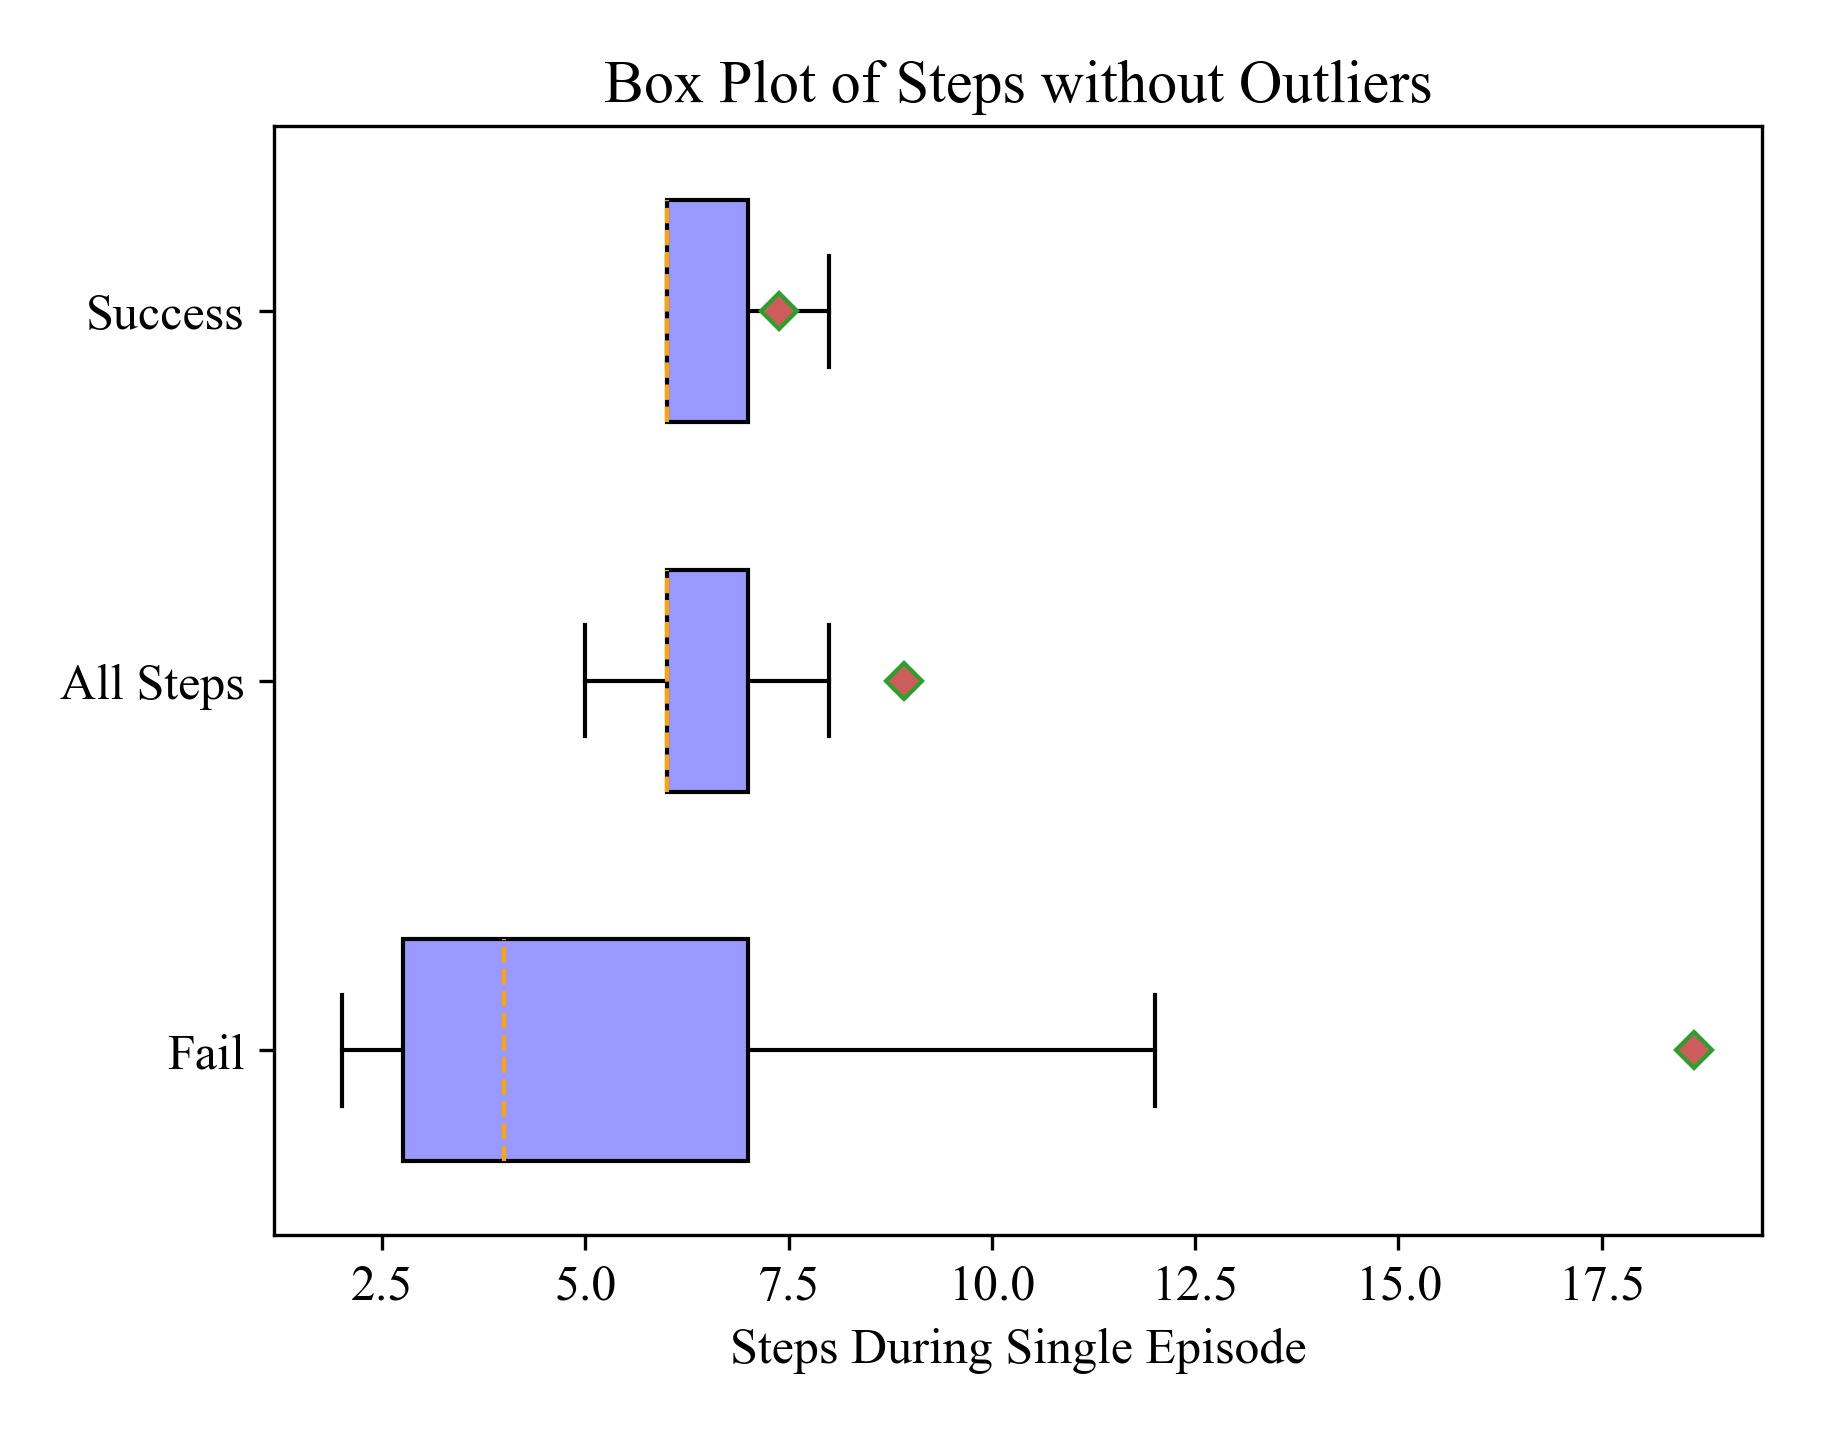 Box Plot of Steps without Outliers
Success
All Steps
Fail
2.5 5.0 7.5 10.0 12.5 15.0 17.5
Steps During Single Episode